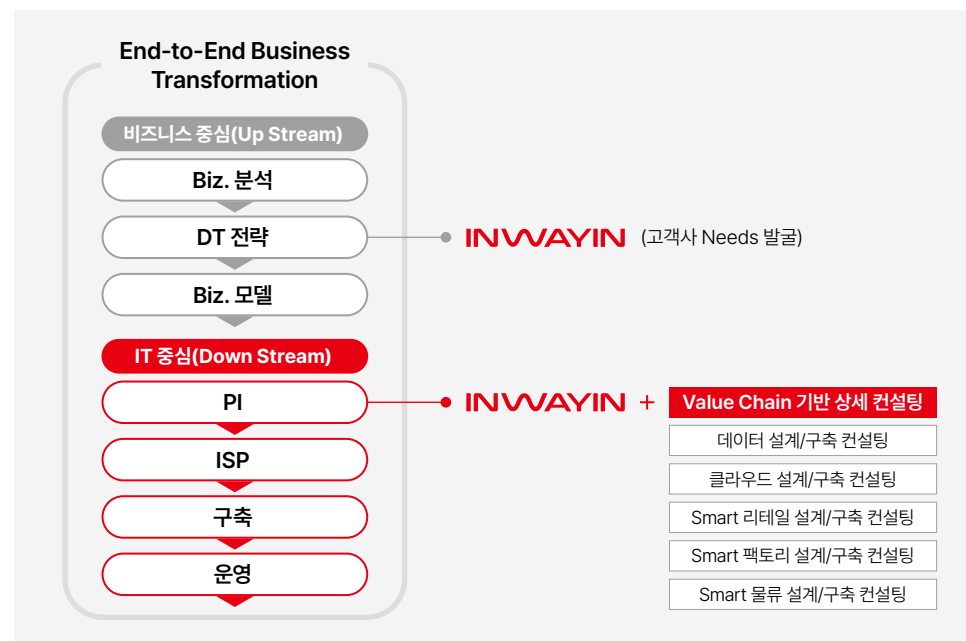 End-to-End Business
Transformation
비즈니스 중심(Up Stream)
Biz. 분석
DT 전략
INWAYIN (고객사 Needs 발굴)
Biz. 모델
IT 중심(Down Stream)
PI
INWAYIN + Value Chain 기반 상세 컨설팅
데이터 설계/구축 컨설팅
클라우드 설계/구축 컨설팅
Smart 리테일 설계/구축 컨설팅
Smart 팩토리 설계/구축 컨설팅
Smart 물류 설계/구축 컨설팅
ISP
구축
운영